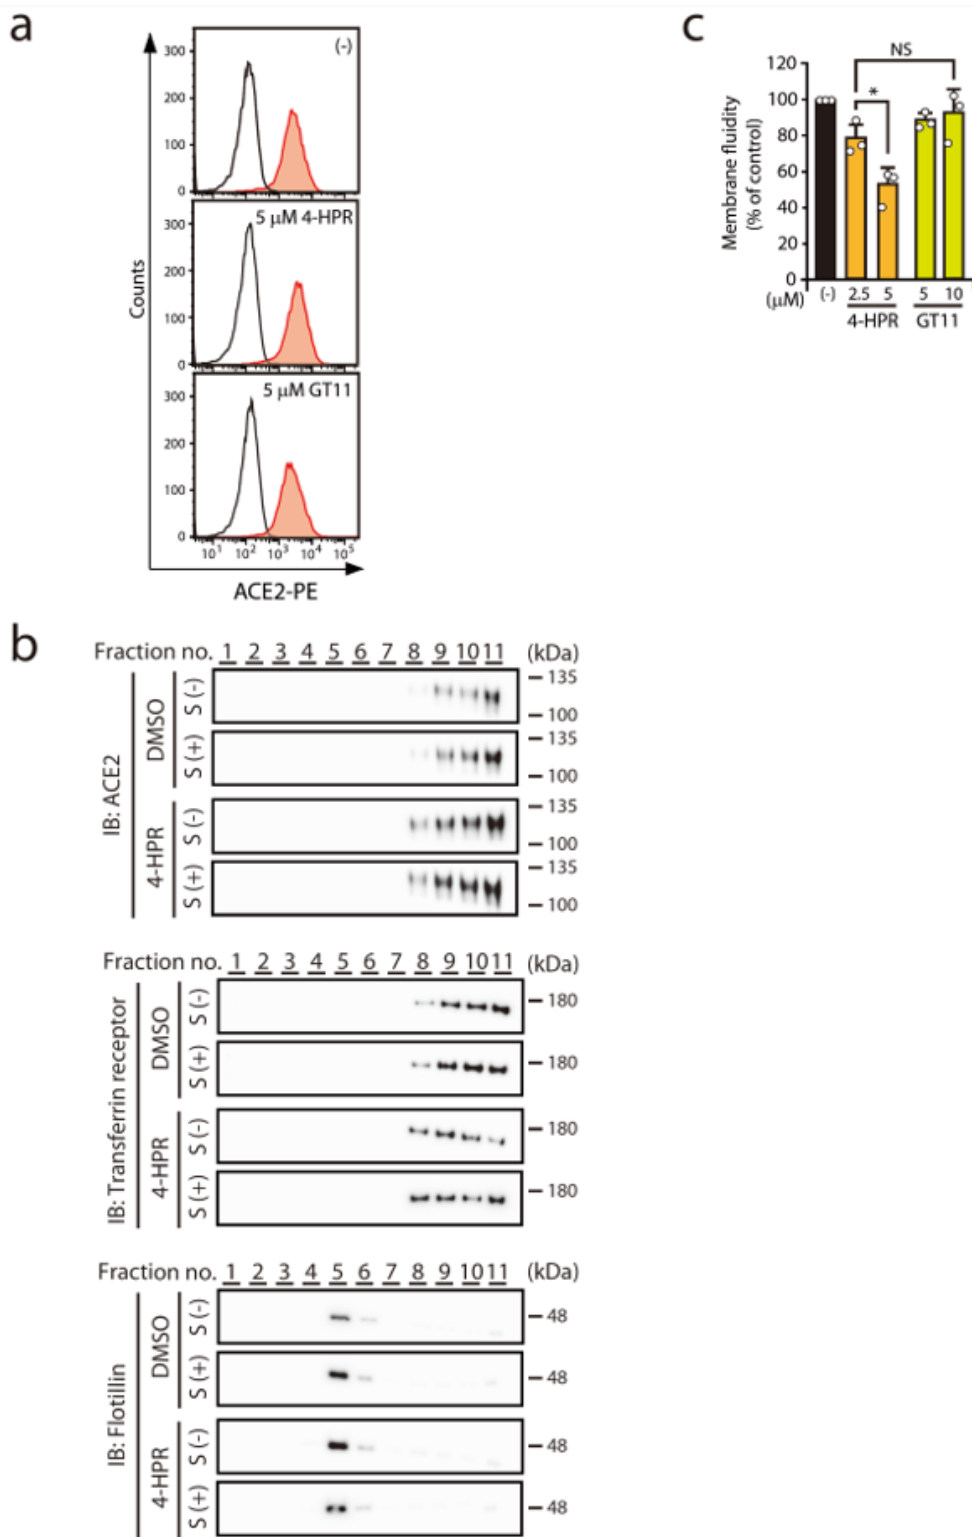 a
(-)
300
200
100
0
5 μM 4-HPR
300
200
100
0
5 μM GT11
300
200
100
0
10¹ 10² 10³ 10⁴ 10⁵
Counts
ACE2-PE
c
NS
*
120
100
80
60
40
20
0
Membrane fluidity
(% of control)
(μM) (-) 2.5 5 5 10
4-HPR GT11
b
Fraction no. 1 2 3 4 5 6 7 8 9 10 11 (kDa)
IB: ACE2
DMSO
S (-)
135
100
S (+)
135
100
4-HPR
S (-)
135
100
S (+)
135
100
Fraction no. 1 2 3 4 5 6 7 8 9 10 11 (kDa)
IB: Transferrin receptor
DMSO
S (-)
180
S (+)
180
4-HPR
S (-)
180
S (+)
180
Fraction no. 1 2 3 4 5 6 7 8 9 10 11 (kDa)
IB: Flotillin
DMSO
S (-)
48
S (+)
48
4-HPR
S (-)
48
S (+)
48